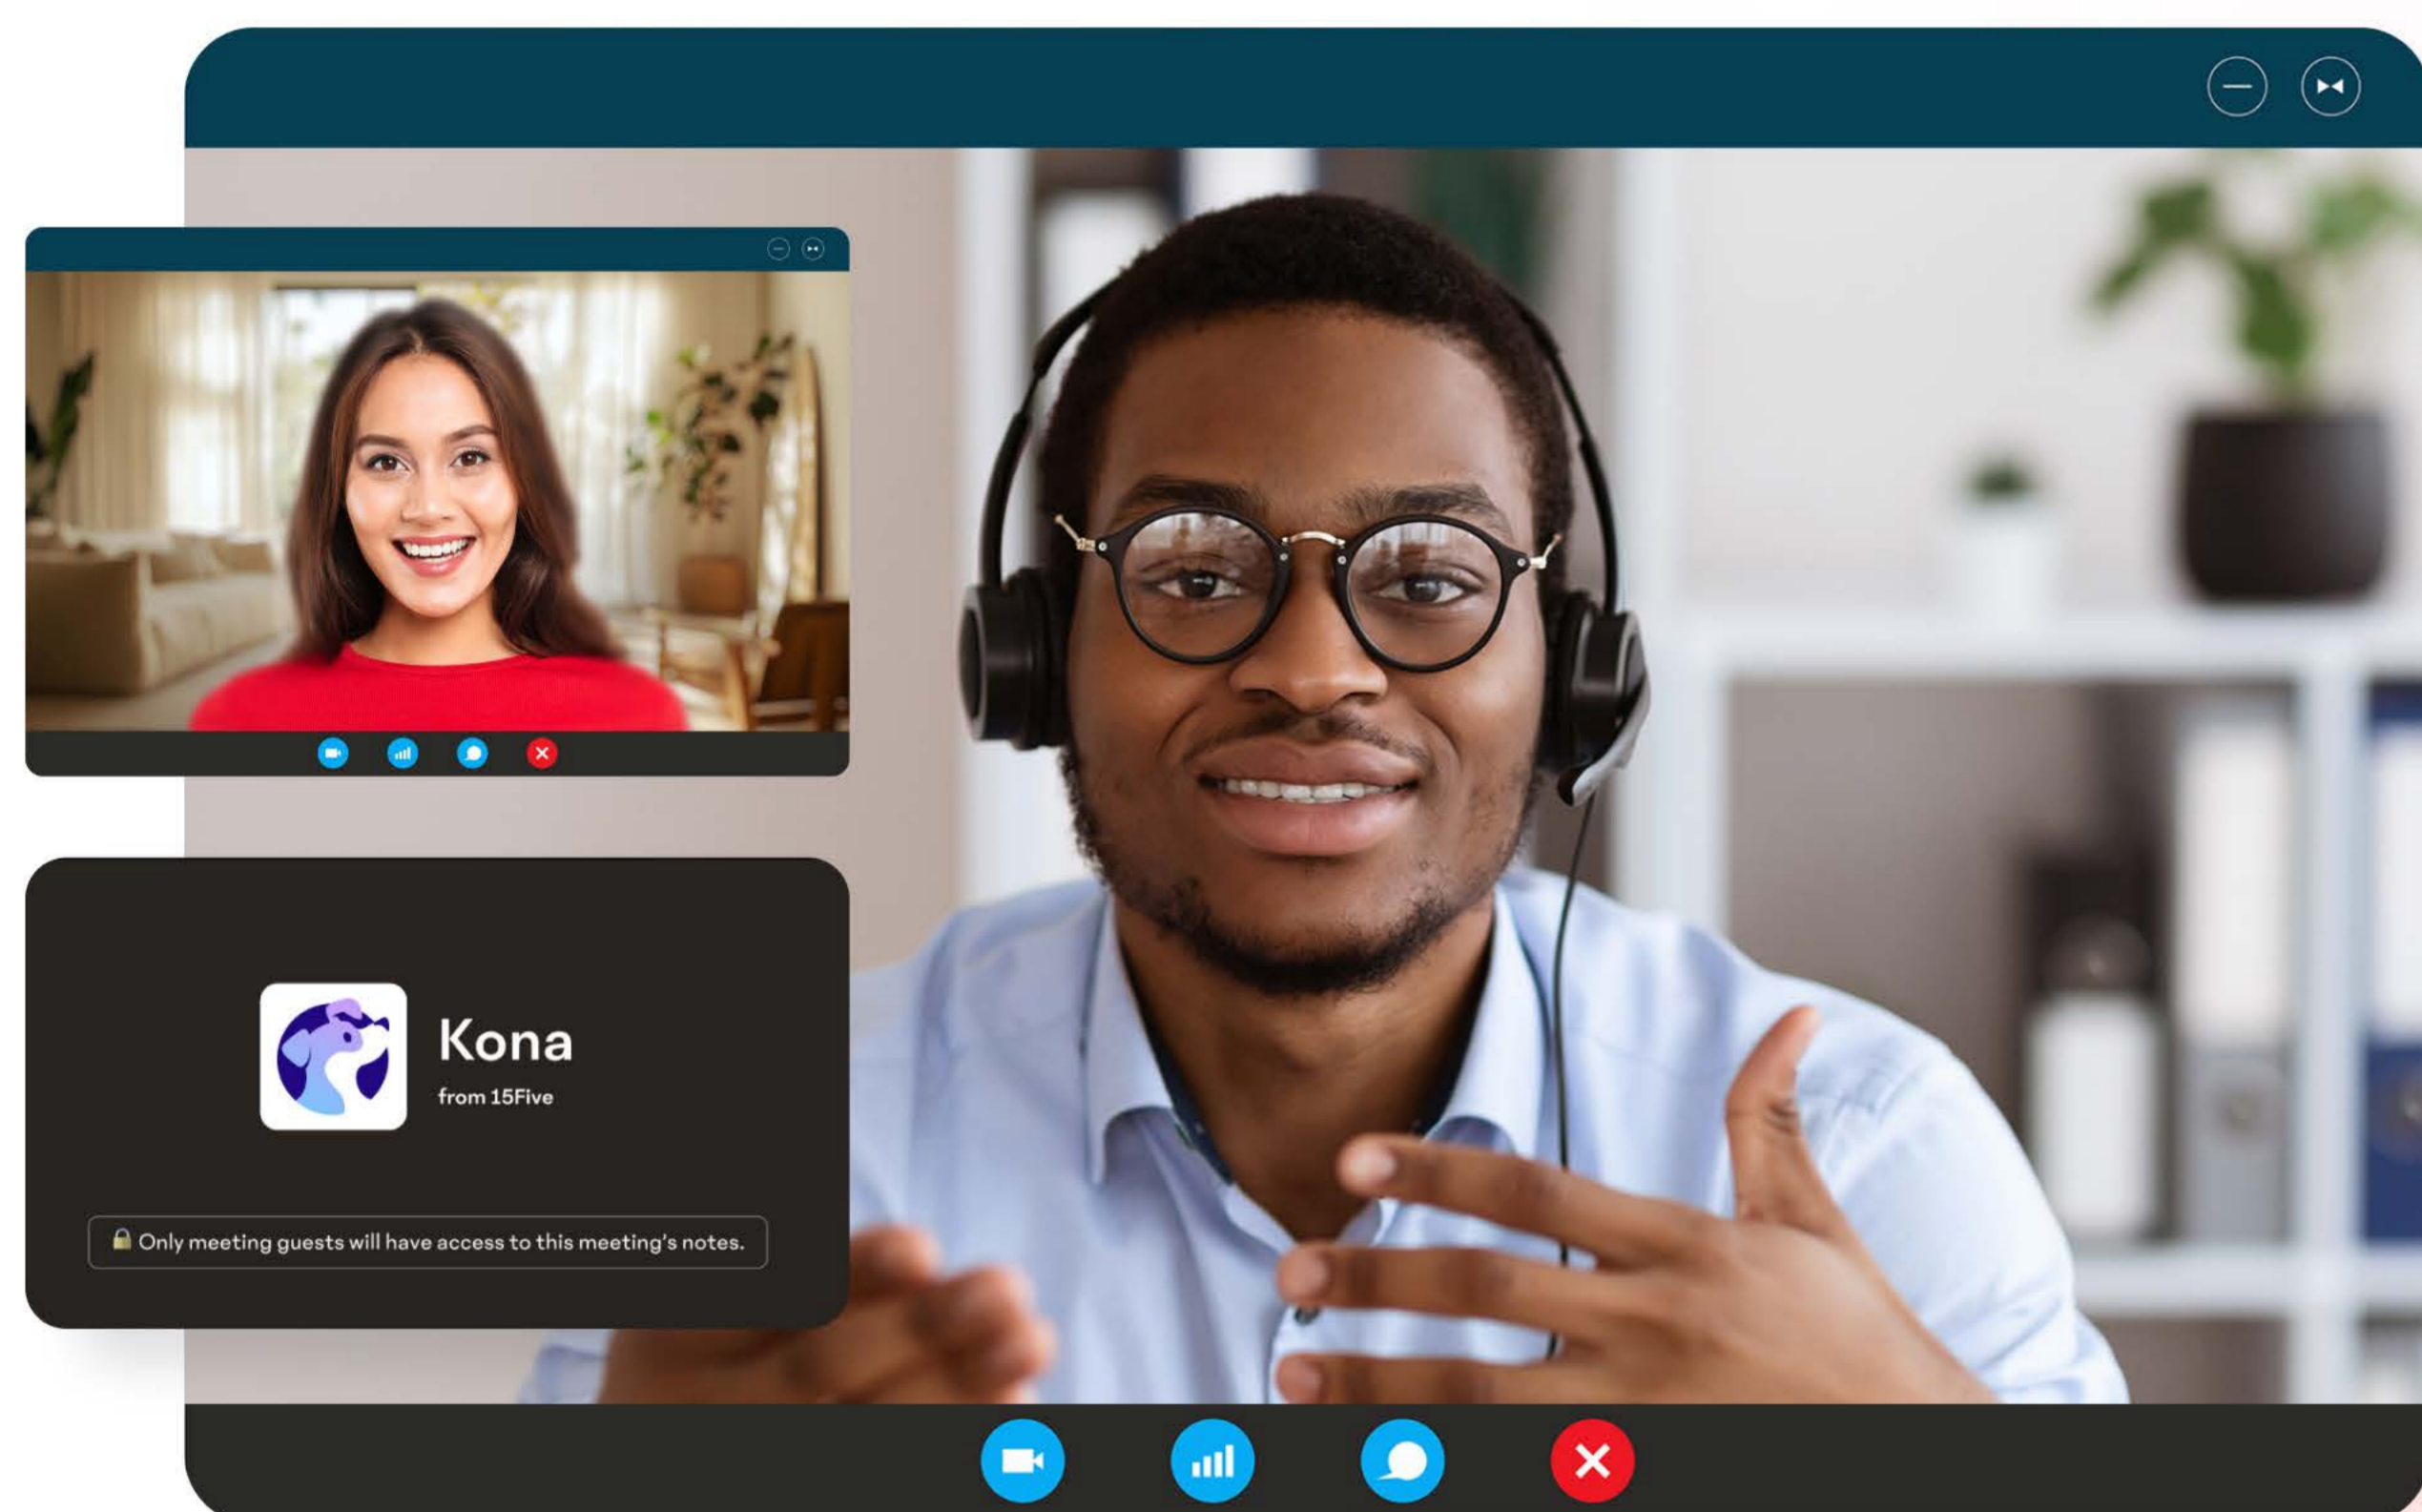 Kona
from 15Five
🔒 Only meeting guests will have access to this meeting's notes.